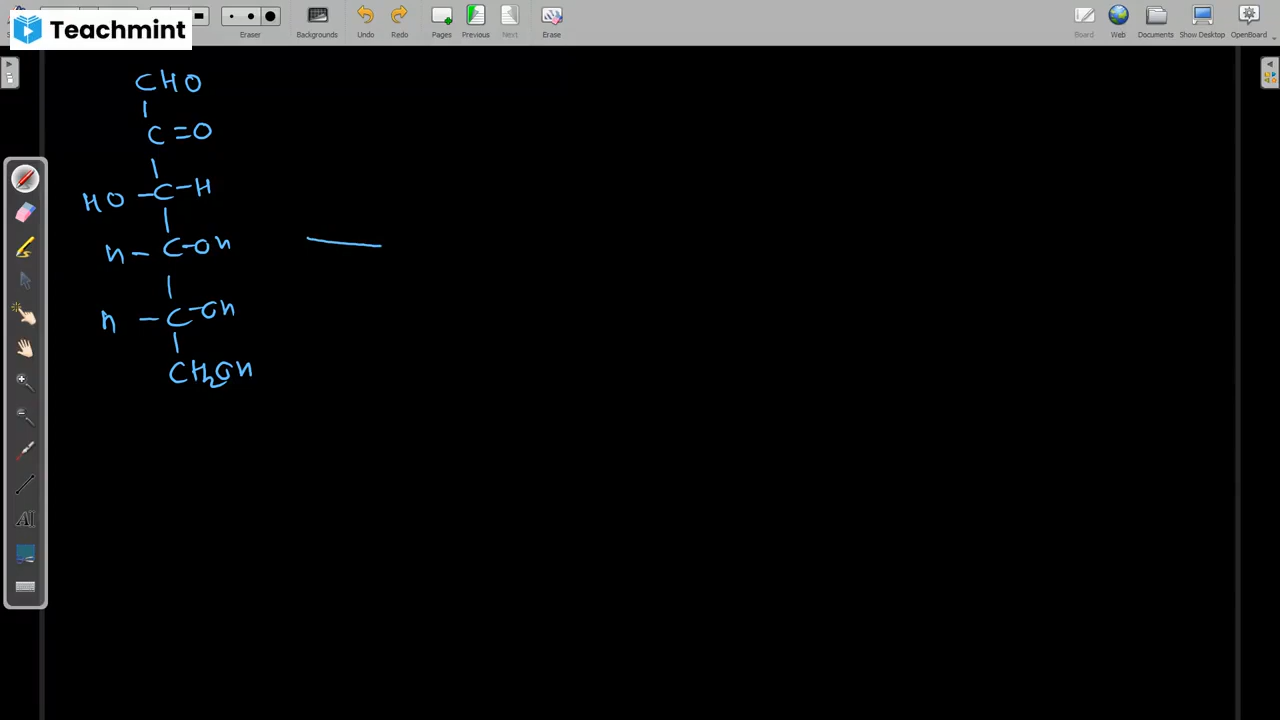 Teachmint
Eraser
Backgrounds
Undo
Redo
Pages
Previous
Next
Erase
Board
Web
Documents
Show Desktop
OpenBoard
CHO
C=O
HO-C-H
H-C-OH
H-C-OH
CH2OH